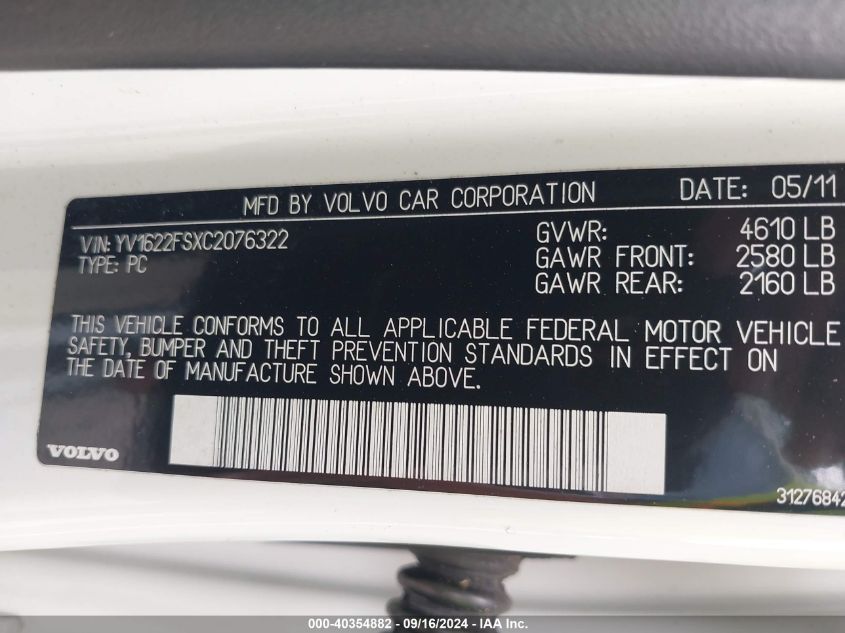 MFD BY VOLVO CAR CORPORATION DATE: 05/11
VIN: YV1622FSXC2076322 GVWR: 4610 LB
TYPE: PC GAWR FRONT: 2580 LB
GAWR REAR: 2160 LB
THIS VEHICLE CONFORMS TO ALL APPLICABLE FEDERAL MOTOR VEHICLE
SAFETY, BUMPER AND THEFT PREVENTION STANDARDS IN EFFECT ON
THE DATE OF MANUFACTURE SHOWN ABOVE.
VOLVO
31276842
000-40354882 - 09/16/2024 - IAA Inc.